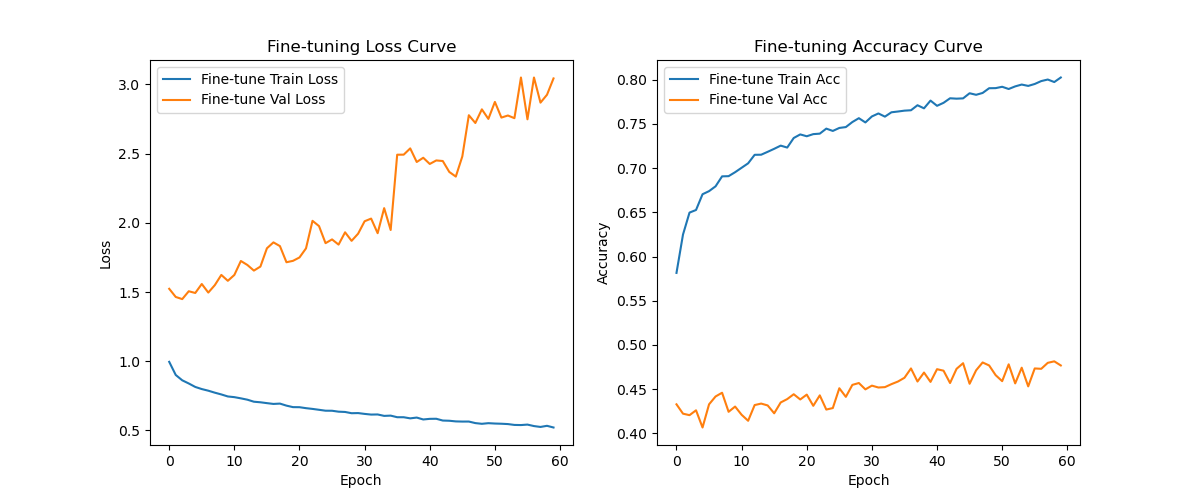 Fine-tuning Loss Curve
Fine-tune Train Loss
Fine-tune Val Loss
3.0
2.5
2.0
1.5
1.0
0.5
Loss
0 10 20 30 40 50 60
Epoch
Fine-tuning Accuracy Curve
Fine-tune Train Acc
Fine-tune Val Acc
0.80
0.75
0.70
0.65
0.60
0.55
0.50
0.45
0.40
Accuracy
0 10 20 30 40 50 60
Epoch